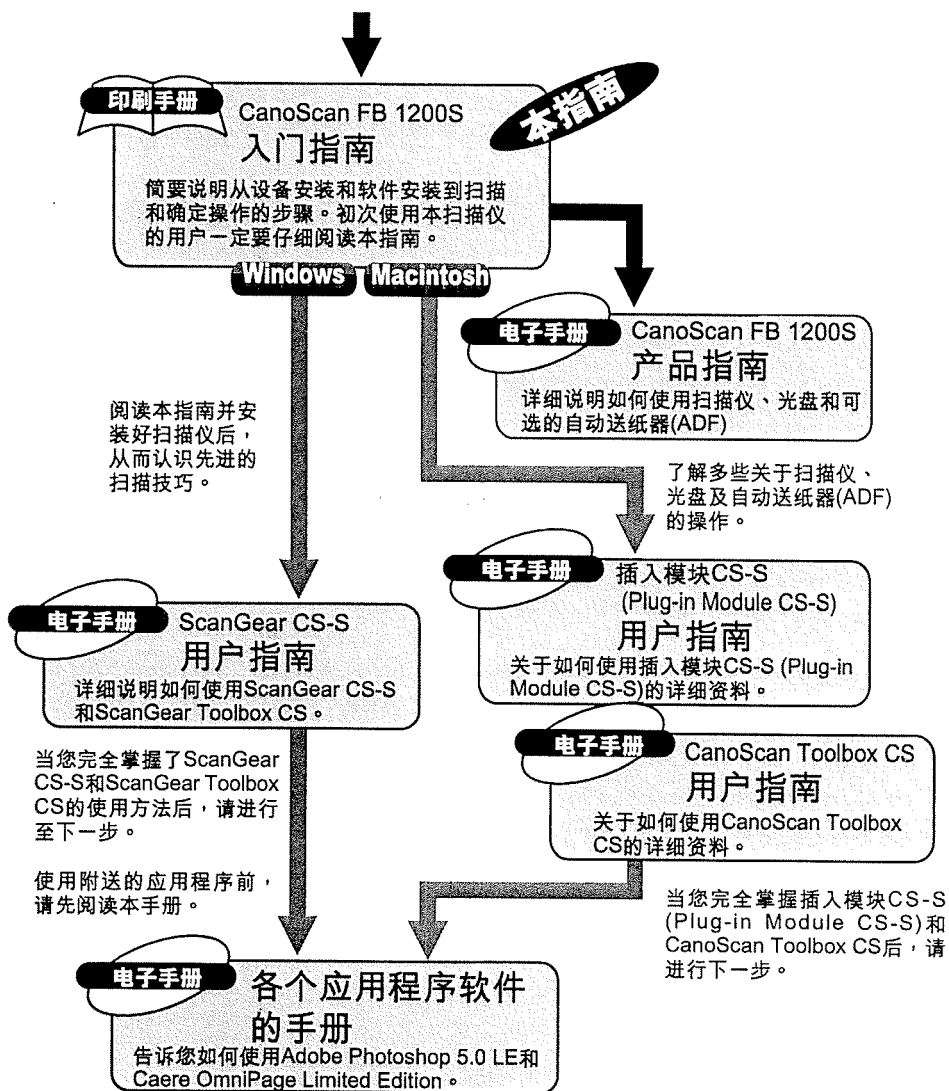 印刷手册
CanoScan FB 1200S
入门指南
本指南
简要说明从设备安装和软件安装到扫描
和确定操作的步骤。初次使用本扫描仪
的用户一定要仔细阅读本指南。
Windows
Macintosh
电子手册
CanoScan FB 1200S
产品指南
详细说明如何使用扫描仪、光盘和可
选的自动送纸器(ADF)
阅读本指南并安
装好扫描仪后，
从而认识先进的
扫描技巧。
了解多些关于扫描仪、
光盘及自动送纸器(ADF)
的操作。
电子手册
插入模块CS-S
(Plug-in Module CS-S)
用户指南
关于如何使用插入模块CS-S (Plug-in
Module CS-S)的详细资料。
电子手册
ScanGear CS-S
用户指南
详细说明如何使用ScanGear CS-S
和ScanGear Toolbox CS。
电子手册
CanoScan Toolbox CS
用户指南
关于如何使用CanoScan Toolbox
CS的详细资料。
当您完全掌握了ScanGear
CS-S和ScanGear Toolbox
CS的使用方法后，请进行
至下一步。
使用附送的应用程序前，
请先阅读本手册。
当您完全掌握插入模块CS-S
(Plug-in Module CS-S)和
CanoScan Toolbox CS后，请
进行下一步。
电子手册
各个应用程序软件
的手册
告诉您如何使用Adobe Photoshop 5.0 LE和
Caere OmniPage Limited Edition。